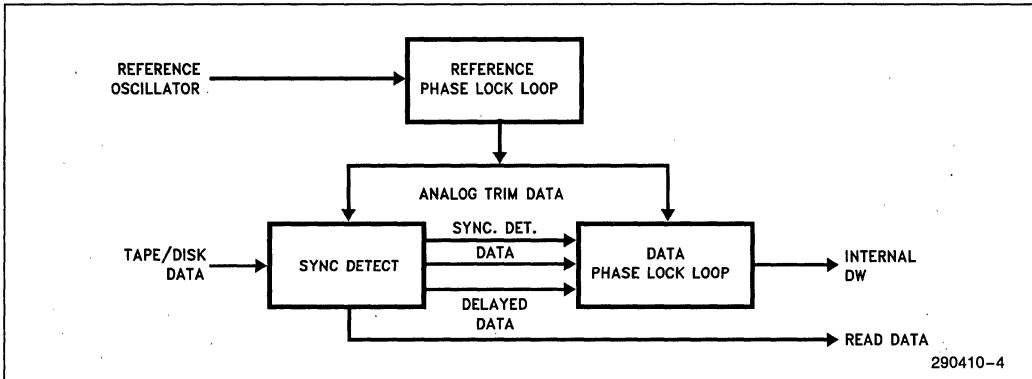 REFERENCE
OSCILLATOR
REFERENCE
PHASE LOCK LOOP
ANALOG TRIM DATA
TAPE/DISK
DATA
SYNC DETECT
SYNC. DET.
DATA
DELAYED
DATA
DATA
PHASE LOCK LOOP
INTERNAL
DW
READ DATA
290410-4